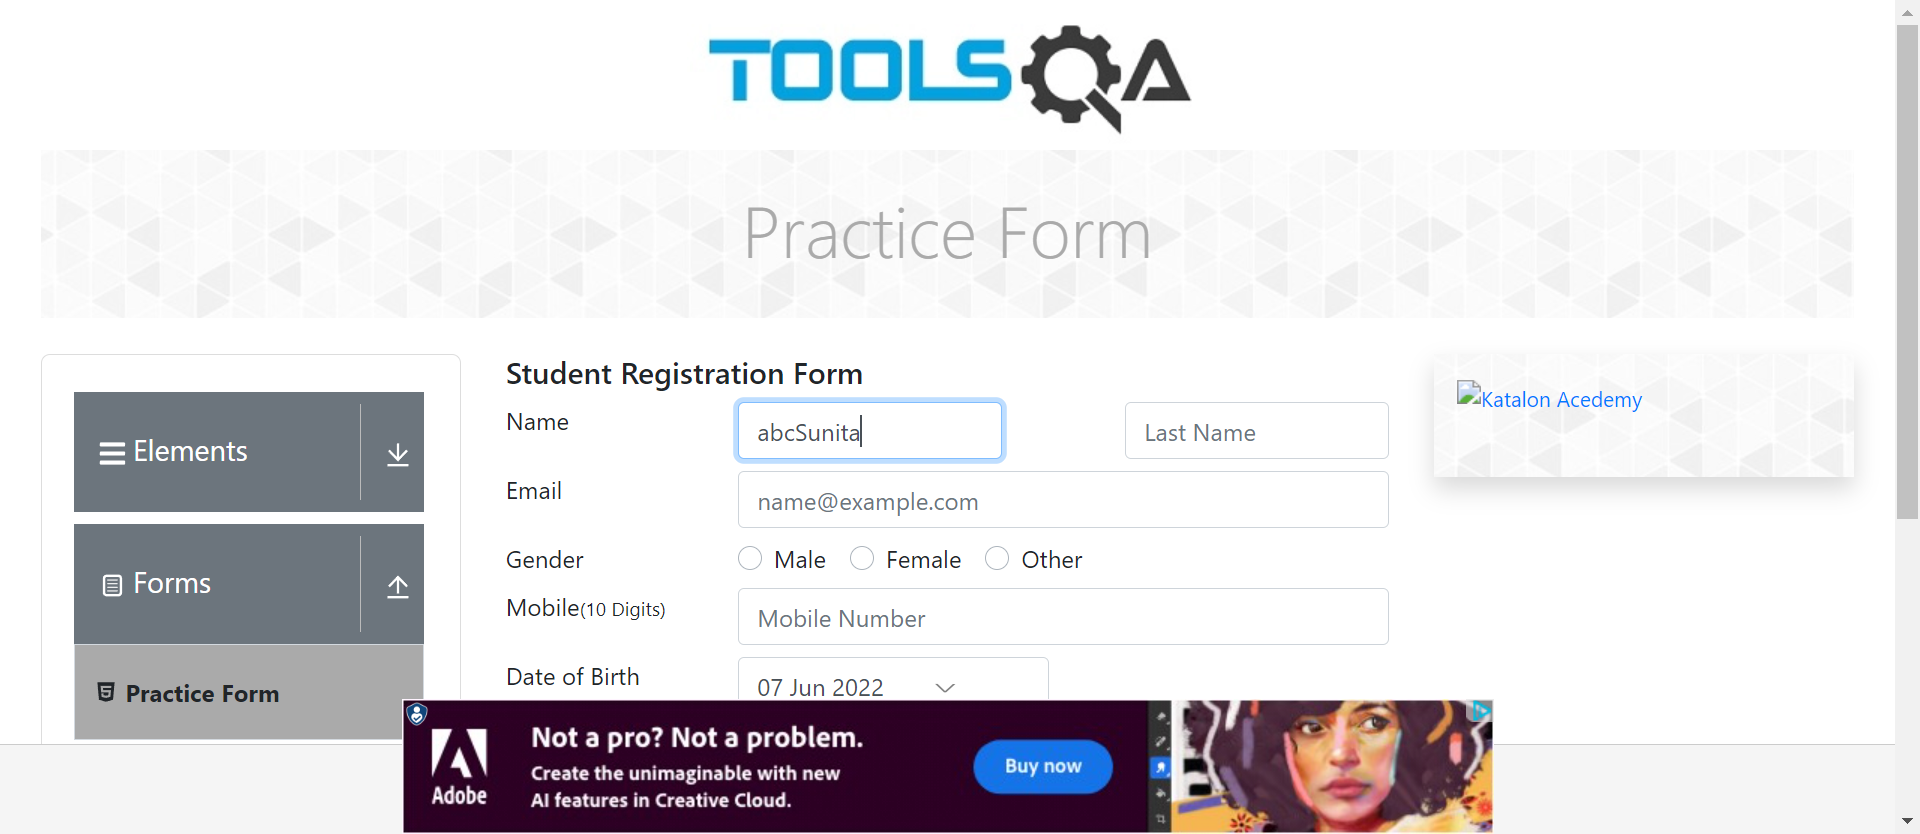 TOOLSQA
Practice Form
Elements
Forms
Practice Form
Student Registration Form
Name
abcSunita
Last Name
Email
name@example.com
Gender
Male
Female
Other
Mobile(10 Digits)
Mobile Number
Date of Birth
07 Jun 2022
Katalon Acedemy
Adobe
Not a pro? Not a problem.
Create the unimaginable with new
AI features in Creative Cloud.
Buy now